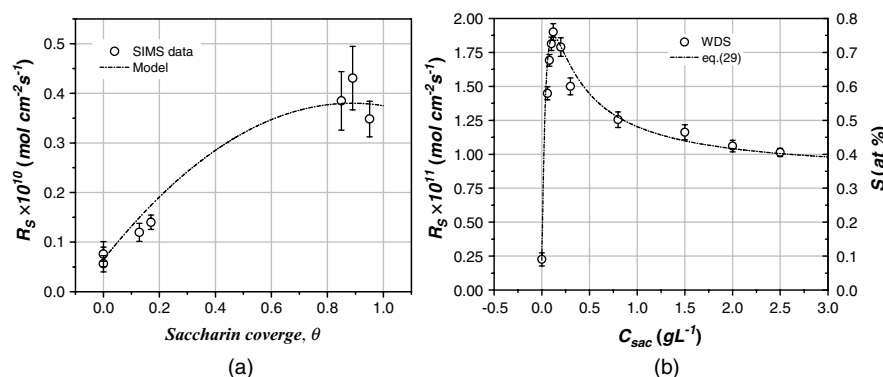 (a)
0.5
0.4
0.3
0.2
0.1
0.0
R_S ×10^10 (mol cm^-2 s^-1)
SIMS data
Model
0.0 0.2 0.4 0.6 0.8 1.0
Saccharin coverge, θ
(a)
(b)
2.00
1.75
1.50
1.25
1.00
0.75
0.50
0.25
0.00
R_S ×10^11 (mol cm^-2 s^-1)
WDS
eq.(29)
0.8
0.7
0.6
0.5
0.4
0.3
0.2
0.1
0.0
S (at %)
-0.5 0.0 0.5 1.0 1.5 2.0 2.5 3.0
C_sac (gL^-1)
(b)